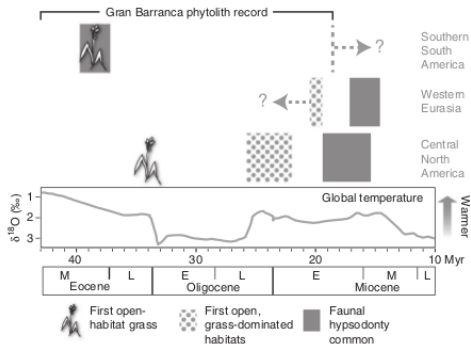 Gran Barranca phytolith record
?
Southern
South
America
?
Western
Eurasia
Central
North
America
1
2
3
δ18O (‰)
Global temperature
Warmer
40
30
20
10 Myr
M
L
E
L
E
M
L
Eocene
Oligocene
Miocene
First open-
habitat grass
First open,
grass-dominated
habitats
Faunal
hypsodonty
common